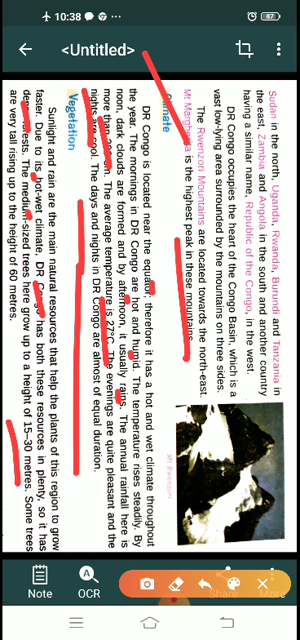 10:38
87
<Untitled>
Sudan in the north, Uganda, Rwanda, Burundi and Tanzania in
the east, Zambia and Angola in the south and another country
having a similar name, Republic of the Congo, in the west.
DR Congo occupies the heart of the Congo Basin, which is a
vast low-lying area surrounded by the mountains on three sides.
The Rwenzori Mountains are located towards the north-east.
Mt Margherita is the highest peak in these mountains.
Climate
DR Congo is located near the equator; therefore it has a hot and wet climate throughout
the year. The mornings in DR Congo are hot and humid. The temperature rises steadily. By
noon, dark clouds are formed and by afternoon, it usually rains. The annual rainfall here is
more than cm. The average temperature is 27°C. The evenings are quite pleasant and the
nights are cool. The days and nights in DR Congo are almost of equal duration.
Vegetation
Sunlight and rain are the main natural resources that help the plants of this region to grow
faster. Due to its hot-wet climate, DR Congo has both these resources in plenty, so it has
forests. The medium-sized trees here grow up to a height of 15–30 metres. Some trees
are very tall rising up to the height of 60 metres.
Note
OCR
Share
More